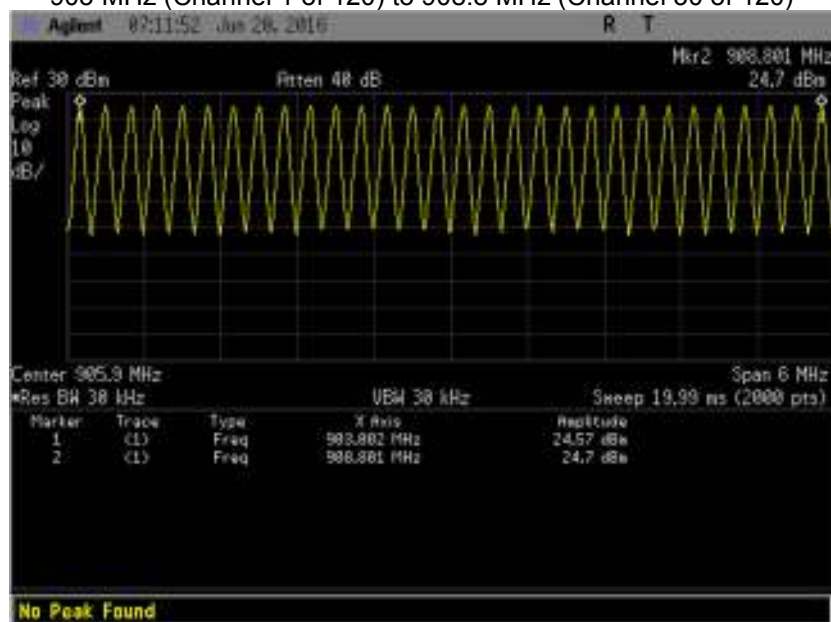 903 MHz (Channel 1 of 120) to 908.8 MHz (Channel 30 of 120)
Agilent 07:11:52 Jun 20, 2016 R T
Mkr2 908.801 MHz
Ref 30 dBm Atten 40 dB 24.7 dBm
Peak
Log
10
dB/
Center 905.9 MHz Span 6 MHz
*Res BW 30 kHz VBW 30 kHz Sweep 19.99 ms (2000 pts)
Marker Trace Type X Axis Amplitude
1 (1) Freq 903.002 MHz 24.57 dBm
2 (1) Freq 908.801 MHz 24.7 dBm
No Peak Found